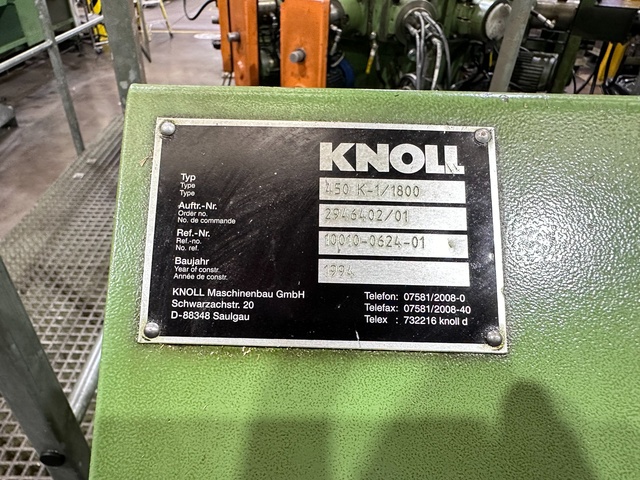 KNOLL
Typ
Type
Type
450 K-1/1800
Auftr.-Nr.
Order no.
No. de commande
2946402/01
Ref.-Nr.
Ref.-no.
No. ref.
10010-0624-01
Baujahr
Year of constr.
Année de constr.
1994
KNOLL Maschinenbau GmbH
Schwarzachstr. 20
D-88348 Saulgau
Telefon: 07581/2008-0
Telefax: 07581/2008-40
Telex : 732216 knoll d